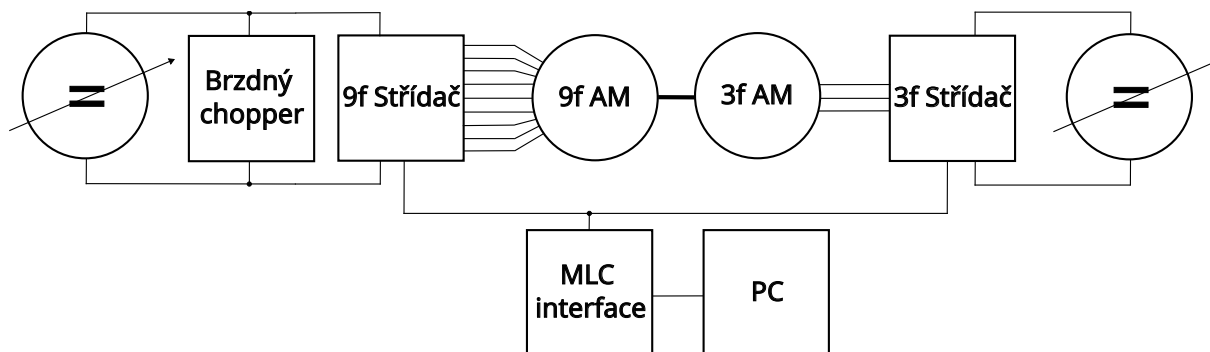 Brzdný
chopper
9f Střídač
9f AM
3f AM
3f Střídač
MLC
interface
PC